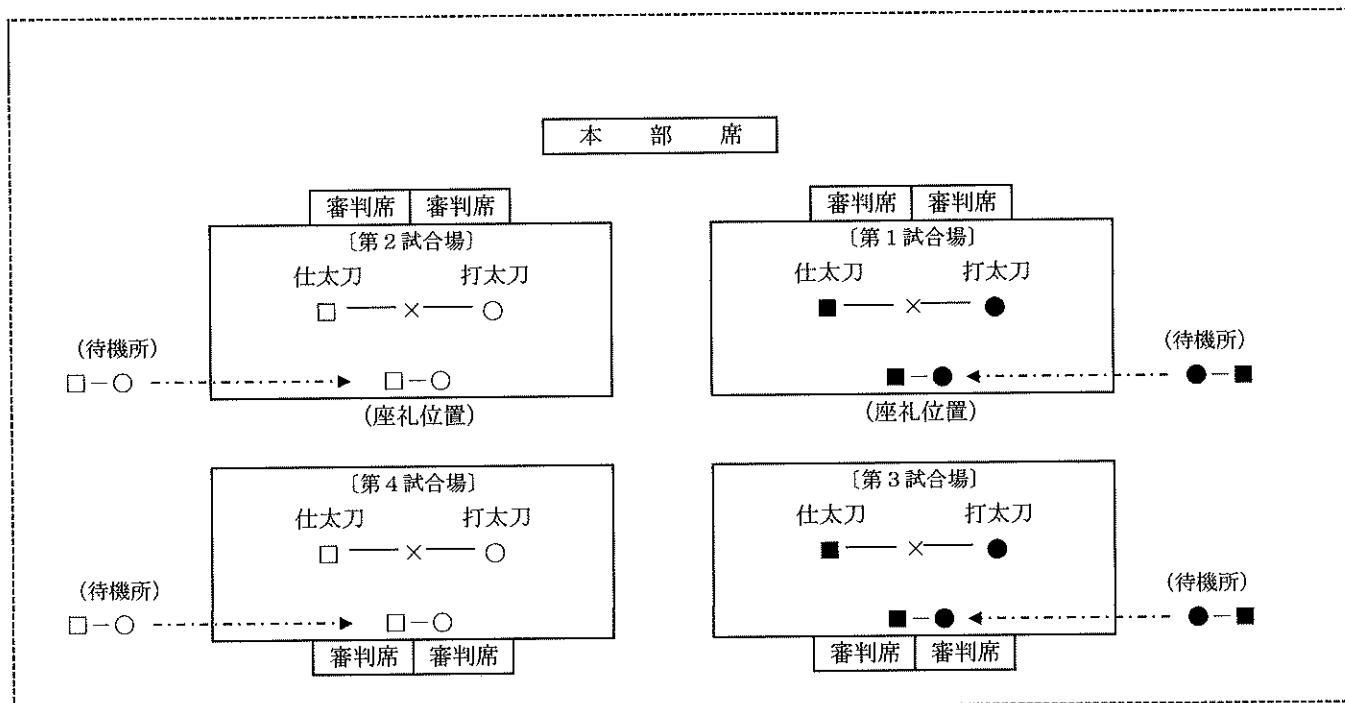 本部席
審判席 審判席 審判席 審判席
〔第2試合場〕 〔第1試合場〕
仕太刀 打太刀 仕太刀 打太刀
(待機所) (待機所)
(座礼位置) (座礼位置)
〔第4試合場〕 〔第3試合場〕
仕太刀 打太刀 仕太刀 打太刀
(待機所) (待機所)
審判席 審判席 審判席 審判席